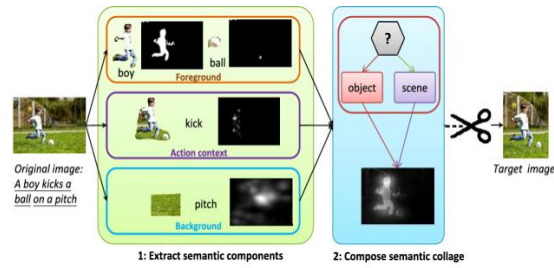 boy
ball
Foreground
kick
Action context
pitch
Background
Original image:
A boy kicks a
ball on a pitch
1: Extract semantic components
?
object
scene
2: Compose semantic collage
Target image